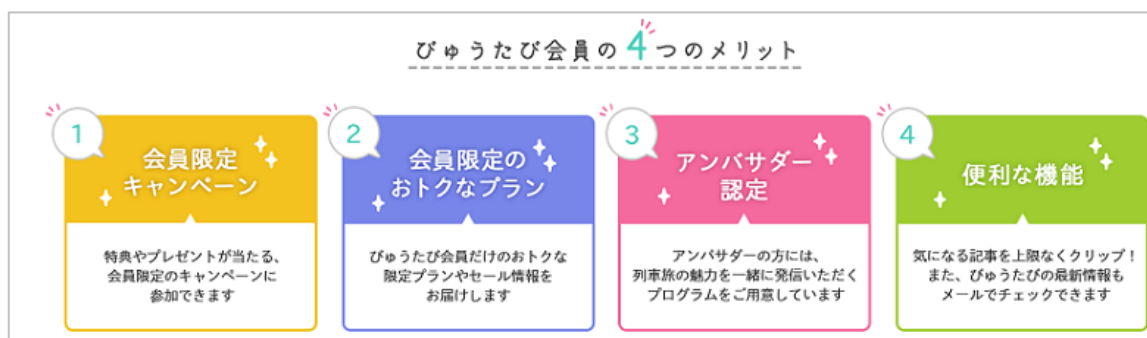 びゅうたび会員の4つのメリット
1
会員限定
キャンペーン
特典やプレゼントが当たる、
会員限定のキャンペーンに
参加できます
2
会員限定の
おトクなプラン
びゅうたび会員だけのおトクな
限定プランやセール情報を
お届けします
3
アンバサダー
認定
アンバサダーの方には、
列車旅の魅力を一緒に発信いただく
プログラムをご用意しています
4
便利な機能
気になる記事を上限なくクリップ!
また、びゅうたびの最新情報も
メールでチェックできます